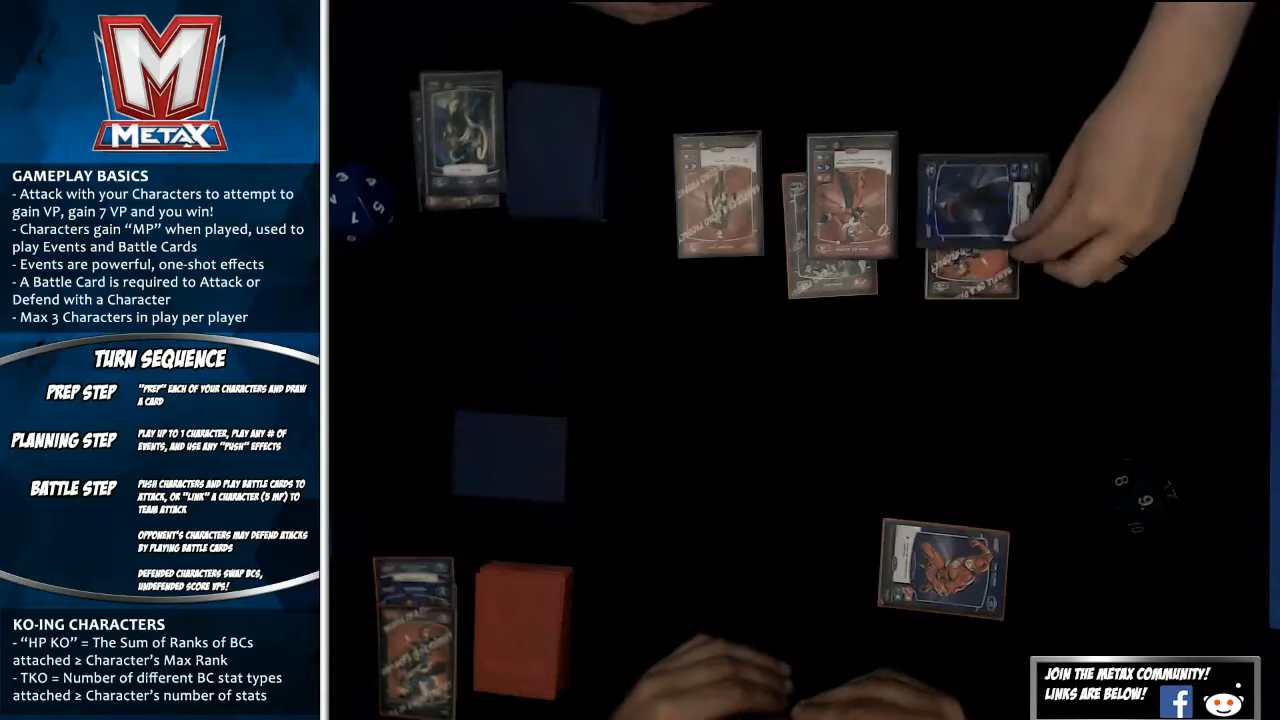 M
METAX
GAMEPLAY BASICS
- Attack with your Characters to attempt to
gain VP, gain 7 VP and you win!
- Characters gain "MP" when played, used to
play Events and Battle Cards
- Events are powerful, one-shot effects
- A Battle Card is required to Attack or
Defend with a Character
- Max 3 Characters in play per player
TURN SEQUENCE
PREP STEP
"PREP" EACH OF YOUR CHARACTERS AND DRAW
A CARD
PLANNING STEP
PLAY UP TO 1 CHARACTER, PLAY ANY # OF
EVENTS, AND USE ANY "PUSH" EFFECTS
BATTLE STEP
PUSH CHARACTERS AND PLAY BATTLE CARDS TO
ATTACK, OR "LINK" A CHARACTER (3 MP) TO
TEAM ATTACK
OPPONENT'S CHARACTERS MAY DEFEND ATACKS
BY PLAYING BATTLE CARDS
DEFENDED CHARACTERS SWAP BCS,
UNDEFENDED SCORE VPS!
KO-ING CHARACTERS
- "HP KO" = The Sum of Ranks of BCs
attached ≥ Character's Max Rank
- TKO = Number of different BC stat types
attached ≥ Character's number of stats
8
9
17
10
JOIN THE METAX COMMUNITY!
LINKS ARE BELOW!
f